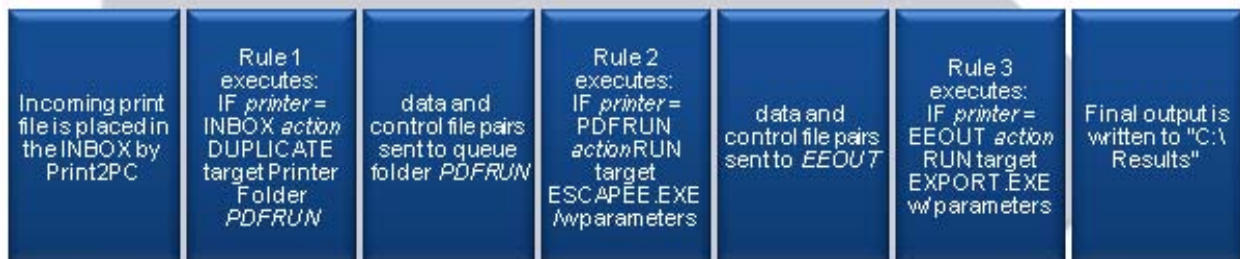 Incoming print
file is placed in
the INBOX by
Print2PC
Rule 1
executes:
IF printer =
INBOX action
DUPLICATE
target Printer
Folder
PDFRUN
data and
control file pairs
sent to queue
folder PDFRUN
Rule 2
executes:
IF printer =
PDFRUN
actionRUN
target
ESCAPEE.EXE
/wparameters
data and
control file pairs
sent to EEOUT
Rule 3
executes:
IF printer =
EEOUT action
RUN target
EXPORT.EXE
w/ parameters
Final output is
written to "C:\
Results"